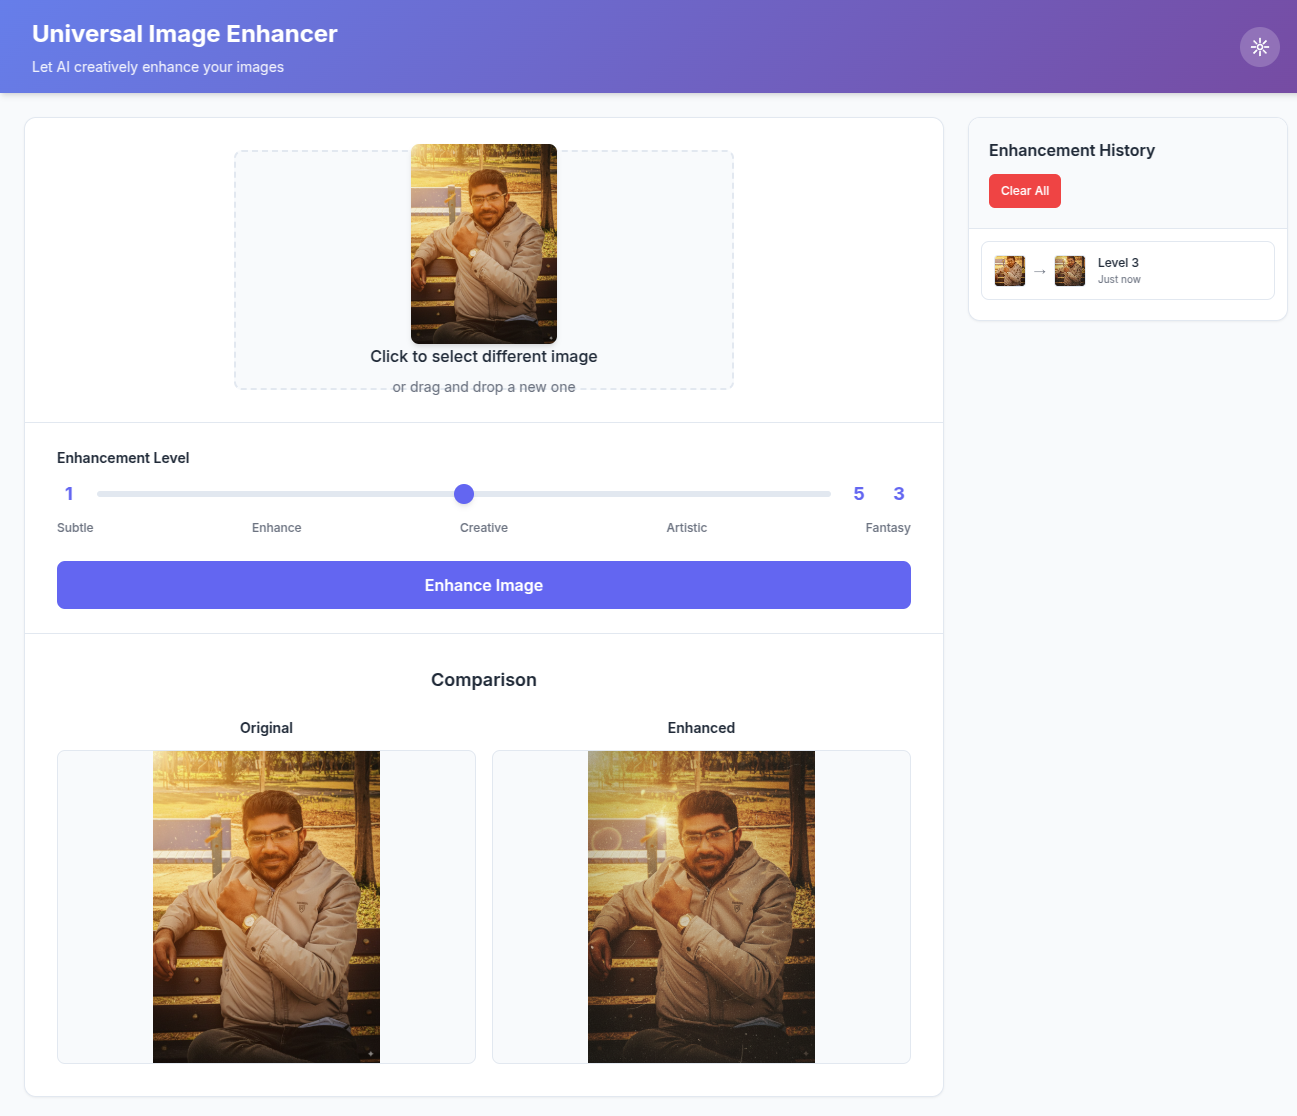 Universal Image Enhancer
Let AI creatively enhance your images
Click to select different image
or drag and drop a new one
Enhancement Level
1 5 3
Subtle Enhance Creative Artistic Fantasy
Enhance Image
Comparison
Original Enhanced
Enhancement History
Clear All
→ Level 3
Just now